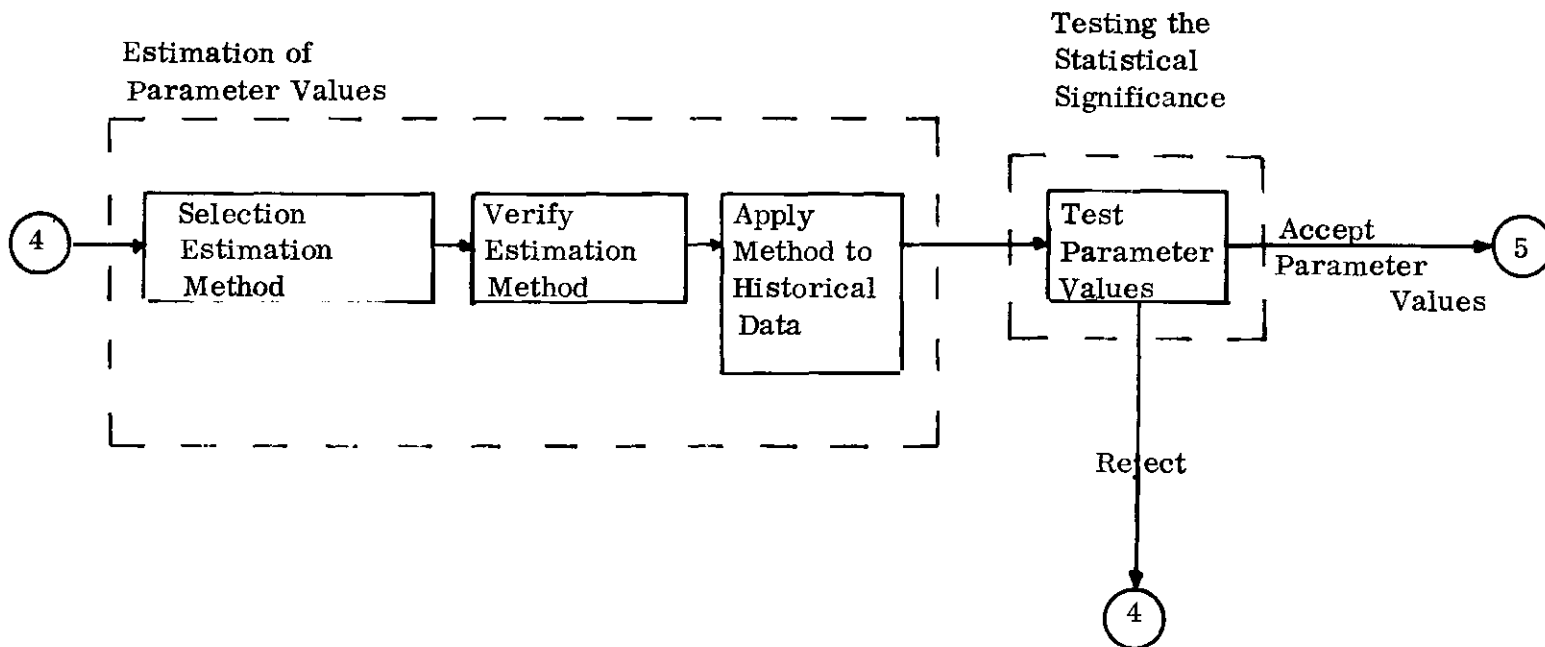 Estimation of
Parameter Values
Testing the
Statistical
Significance
4
Selection
Estimation
Method
Verify
Estimation
Method
Apply
Method to
Historical
Data
Test
Parameter
Values
Accept
Parameter
Values
5
Reject
4